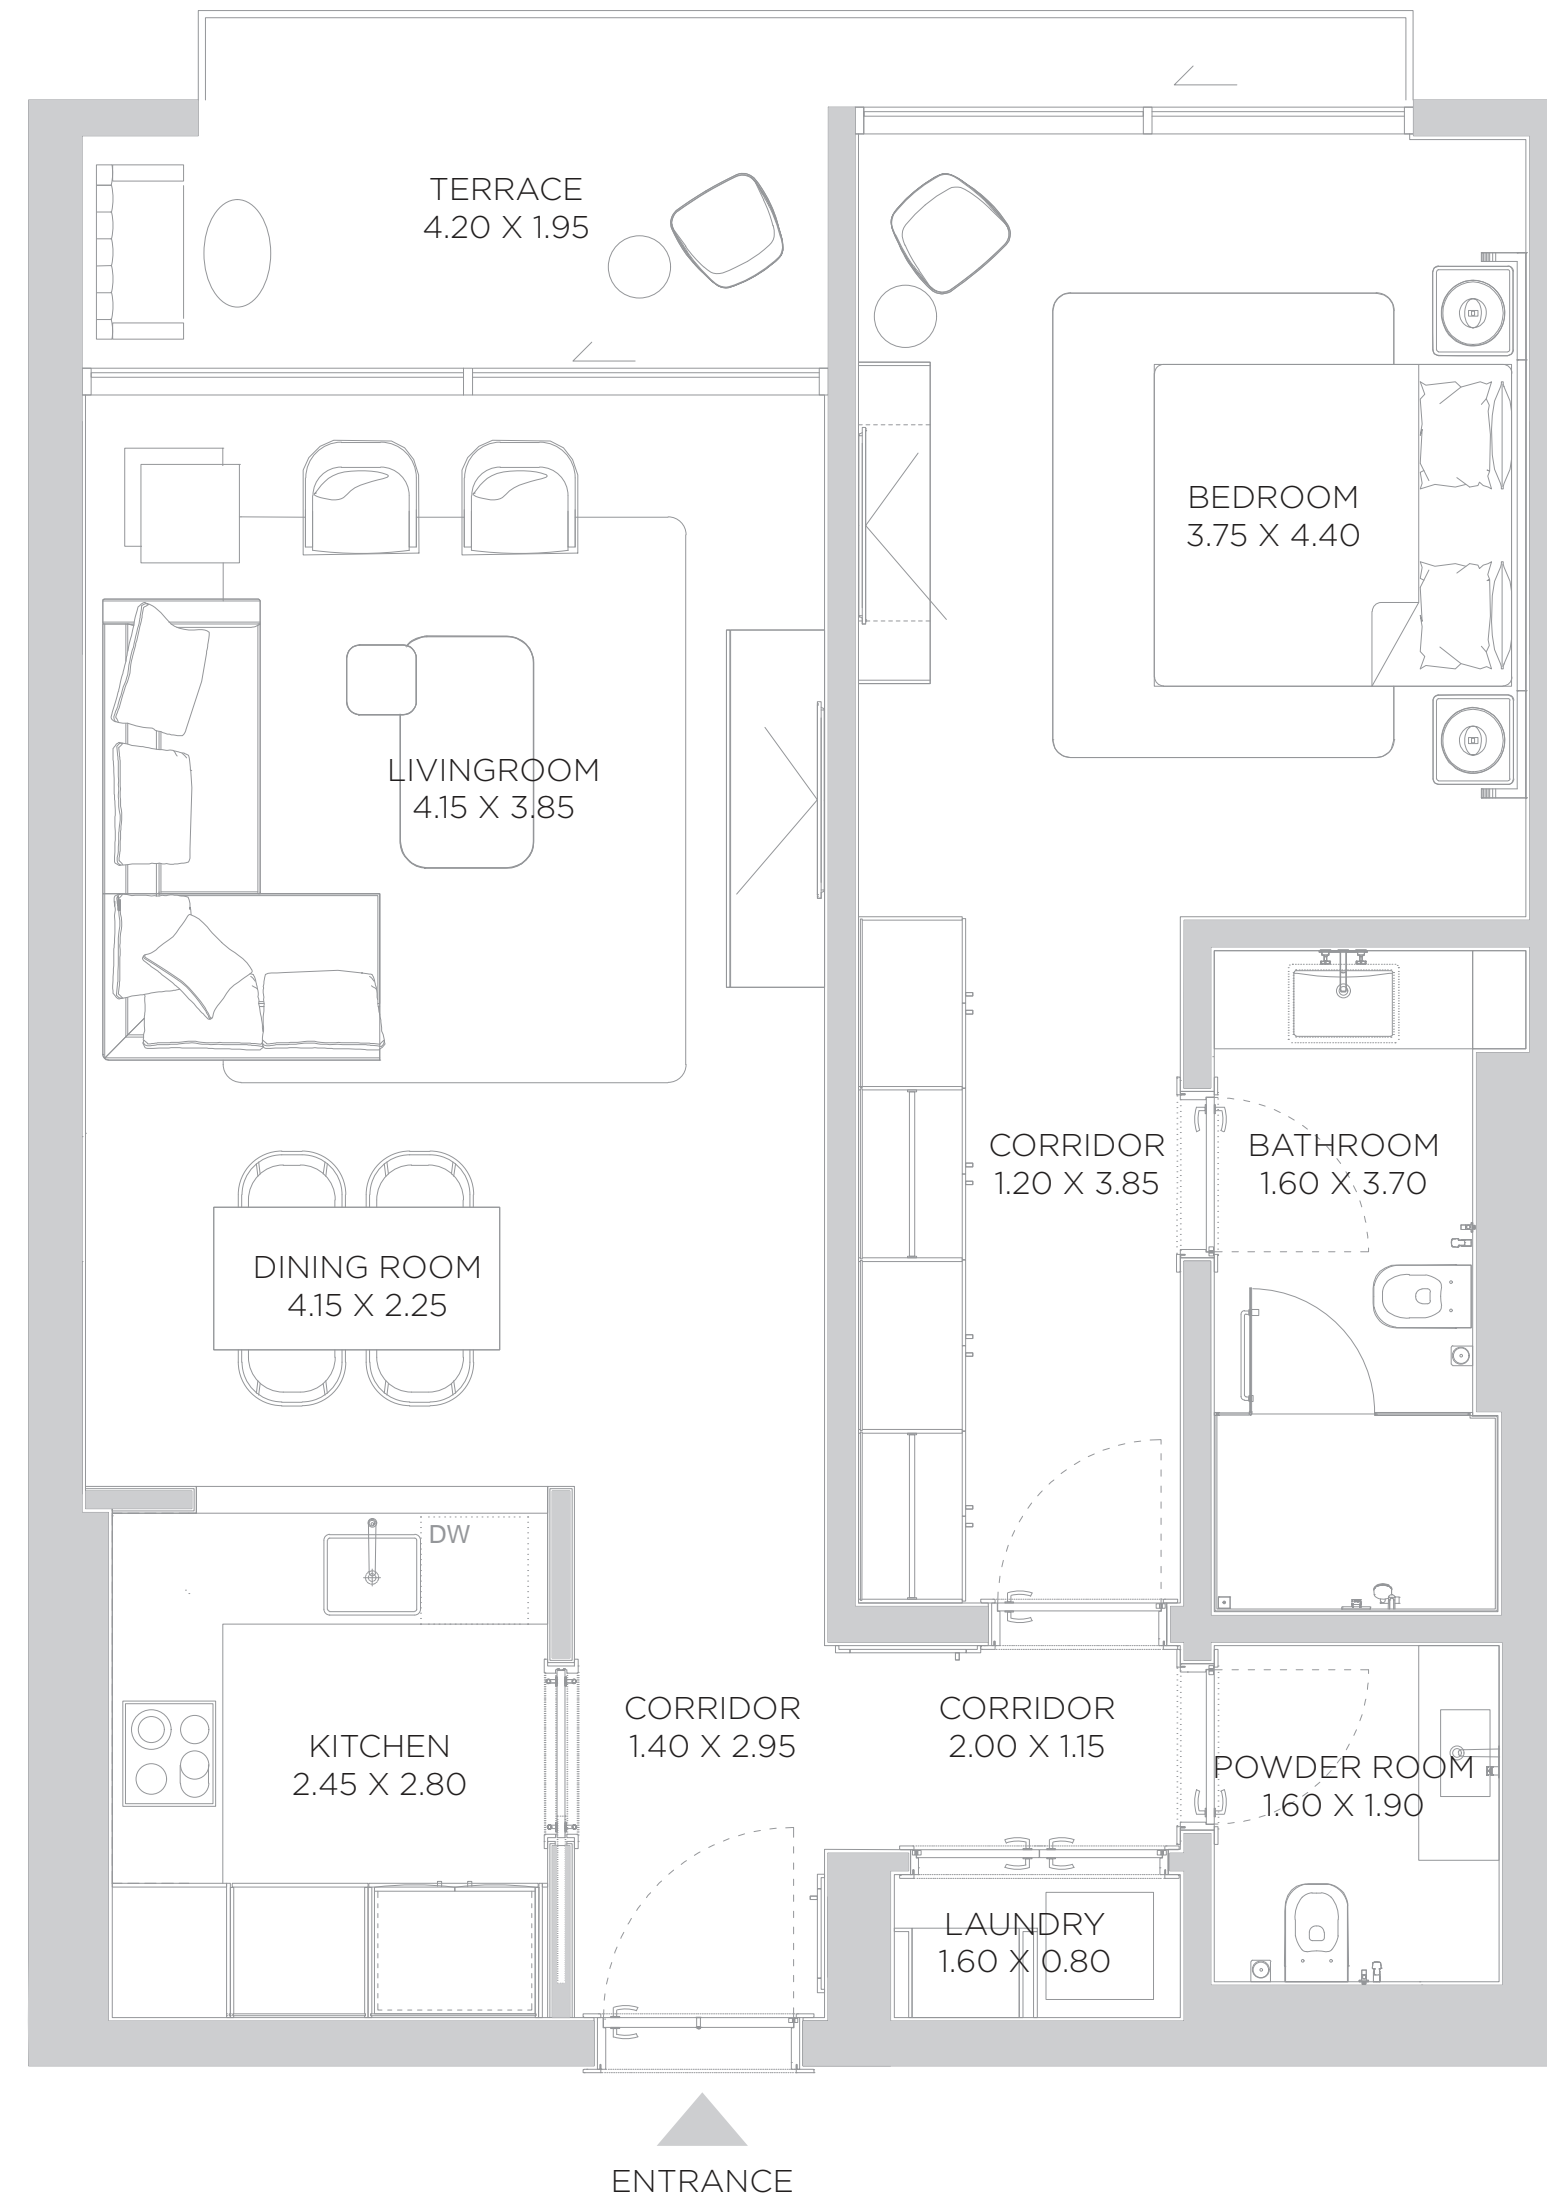 TERRACE
4.20 X 1.95
BEDROOM
3.75 X 4.40
LIVINGROOM
4.15 X 3.85
CORRIDOR
1.20 X 3.85
BATHROOM
1.60 X 3.70
DINING ROOM
4.15 X 2.25
DW
KITCHEN
2.45 X 2.80
CORRIDOR
1.40 X 2.95
CORRIDOR
2.00 X 1.15
POWDER ROOM
1.60 X 1.90
LAUNDRY
1.60 X 0.80
ENTRANCE